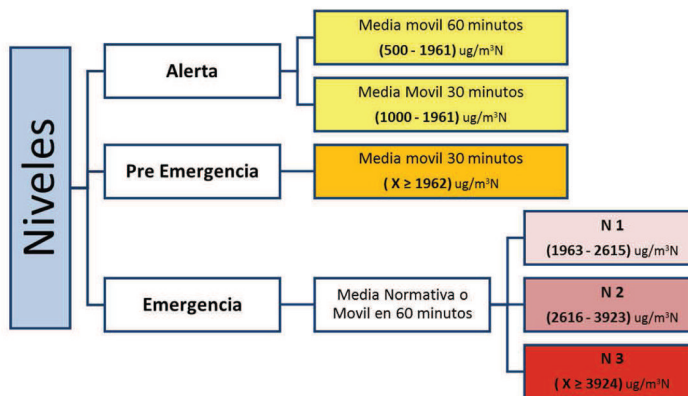 Niveles
Alerta
Media movil 60 minutos
(500 - 1961) ug/m³N
Media Movil 30 minutos
(1000 - 1961) ug/m³N
Pre Emergencia
Media movil 30 minutos
( X ≥ 1962) ug/m³N
Emergencia
Media Normativa o
Movil en 60 minutos
N 1
(1963 - 2615) ug/m³N
N 2
(2616 - 3923) ug/m³N
N 3
( X ≥ 3924) ug/m³N